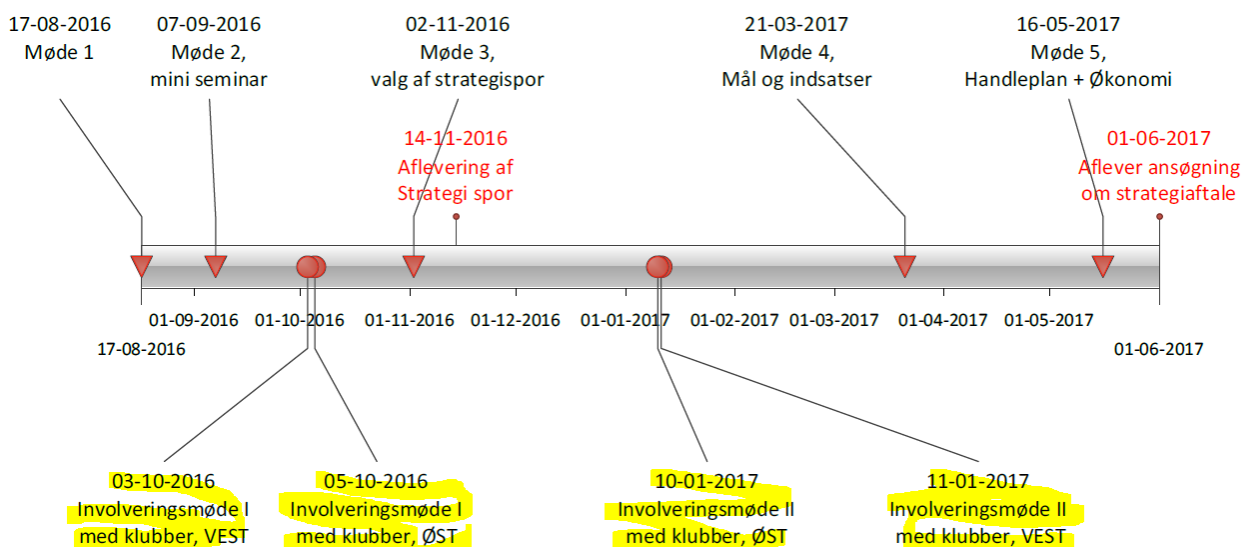 17-08-2016
Møde 1
07-09-2016
Møde 2,
mini seminar
02-11-2016
Møde 3,
valg af strategispor
21-03-2017
Møde 4,
Mål og indsatser
16-05-2017
Møde 5,
Handleplan + Økonomi
14-11-2016
Aflevering af
Strategi spor
01-06-2017
Aflever ansøgning
om strategiaftale
01-09-2016
01-10-2016
01-11-2016
01-12-2016
01-01-2017
01-02-2017
01-03-2017
01-04-2017
01-05-2017
17-08-2016
01-06-2017
03-10-2016
Involveringsmøde I
med klubber, VEST
05-10-2016
Involveringsmøde I
med klubber, ØST
10-01-2017
Involveringsmøde II
med klubber, ØST
11-01-2017
Involveringsmøde II
med klubber, VEST